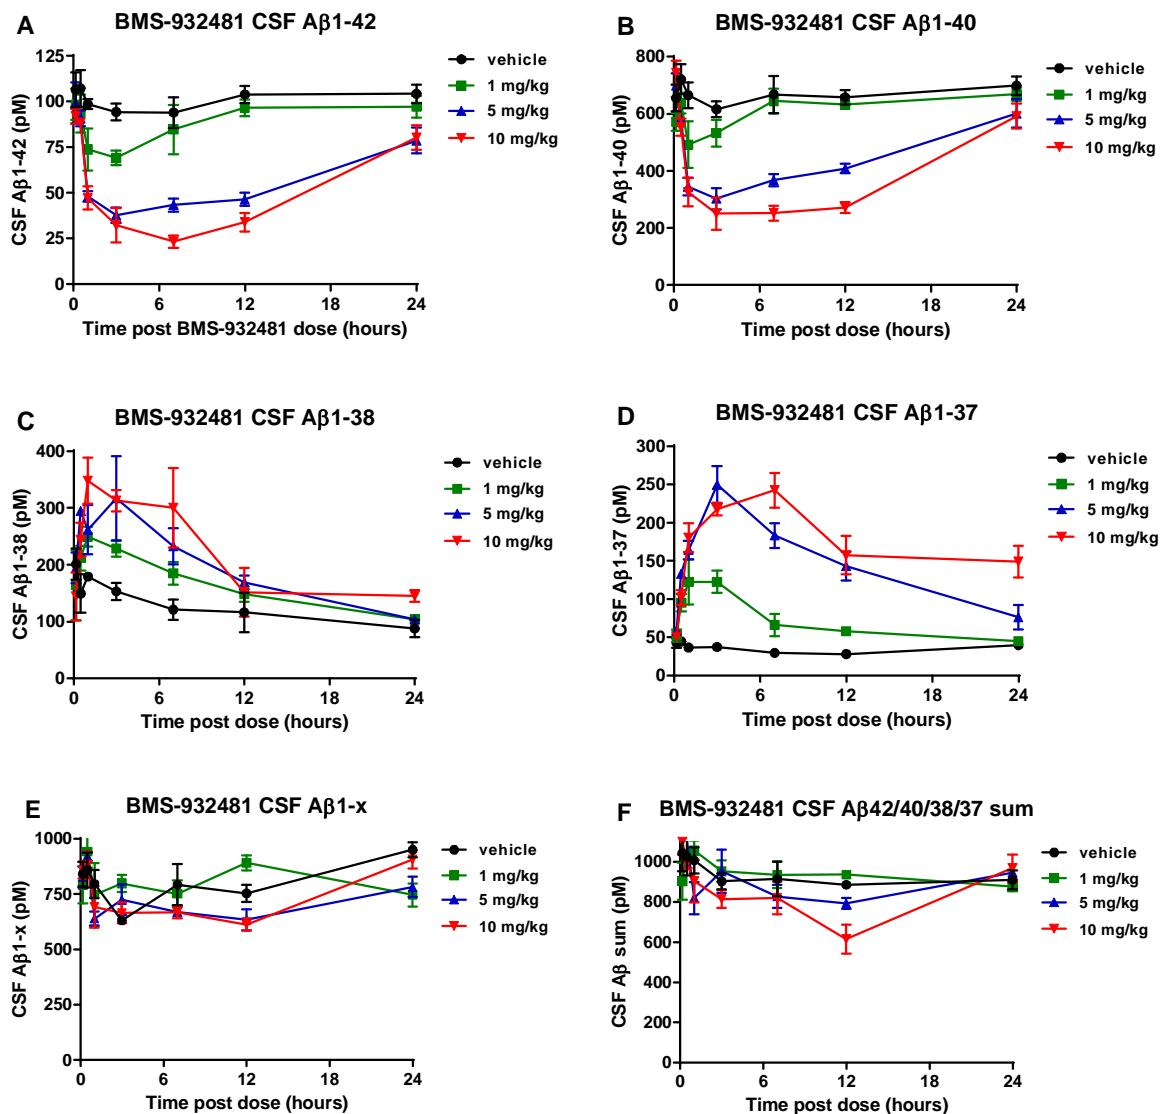 A
BMS-932481 CSF Aβ1-42
CSF Aβ1-42 (pM)
125
100
75
50
25
0
0 6 12 18 24
Time post BMS-932481 dose (hours)
vehicle
1 mg/kg
5 mg/kg
10 mg/kg
B
BMS-932481 CSF Aβ1-40
CSF Aβ1-40 (pM)
800
600
400
200
0
0 6 12 18 24
Time post dose (hours)
vehicle
1 mg/kg
5 mg/kg
10 mg/kg
C
BMS-932481 CSF Aβ1-38
CSF Aβ1-38 (pM)
400
300
200
100
0
0 6 12 18 24
Time post dose (hours)
vehicle
1 mg/kg
5 mg/kg
10 mg/kg
D
BMS-932481 CSF Aβ1-37
CSF Aβ1-37 (pM)
300
250
200
150
100
50
0
0 6 12 18 24
Time post dose (hours)
vehicle
1 mg/kg
5 mg/kg
10 mg/kg
E
BMS-932481 CSF Aβ1-x
CSF Aβ1-x (pM)
1000
750
500
250
0
0 6 12 18 24
Time post dose (hours)
vehicle
1 mg/kg
5 mg/kg
10 mg/kg
F
BMS-932481 CSF Aβ42/40/38/37 sum
CSF Aβ sum (pM)
1000
800
600
400
200
0
0 6 12 18 24
Time post dose (hours)
vehicle
1 mg/kg
5 mg/kg
10 mg/kg